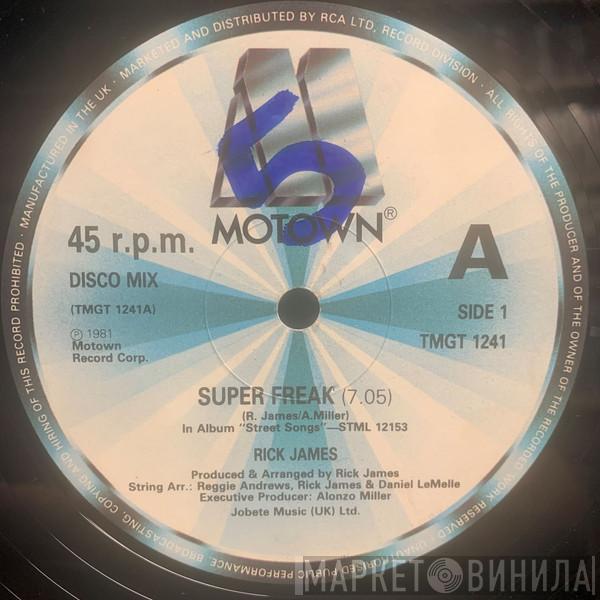 MANUFACTURED IN THE UK · MARKETED AND DISTRIBUTED BY RCA LTD, RECORD DIVISION · ALL RIGHTS OF THE PRODUCER AND OF THE OWNER OF THE RECORDED WORK RESERVED. UNAUTHORISED PUBLIC PERFORMANCE, BROADCASTING, COPYING AND HIRING OF THIS RECORD PROHIBITED ·
M
5
MOTOWN®
45 r.p.m.
DISCO MIX
(TMGT 1241A)
℗ 1981
Motown
Record Corp.
A
SIDE 1
TMGT 1241
SUPER FREAK (7.05)
(R. James/A.Miller)
In Album "Street Songs"—STML 12153
RICK JAMES
Produced & Arranged by Rick James
String Arr.: Reggie Andrews, Rick James & Daniel LeMelle
Executive Producer: Alonzo Miller
Jobete Music (UK) Ltd.
МАРКЕТ ВИНИЛА